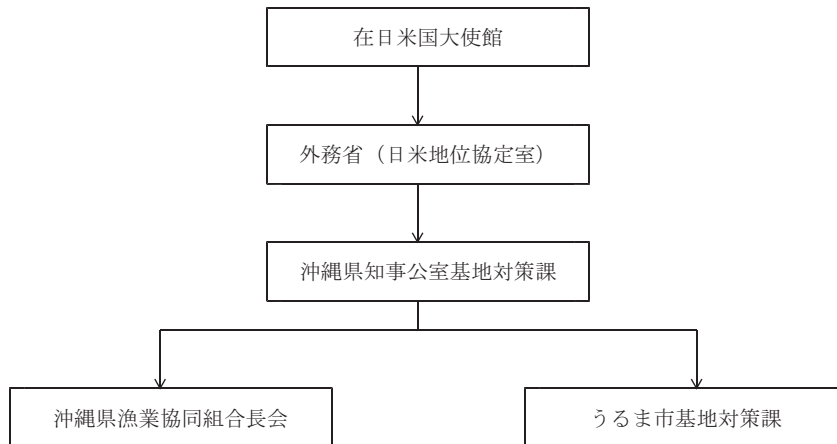 在日米国大使館
外務省（日米地位協定室）
沖縄県知事公室基地対策課
沖縄県漁業協同組合長会
うるま市基地対策課